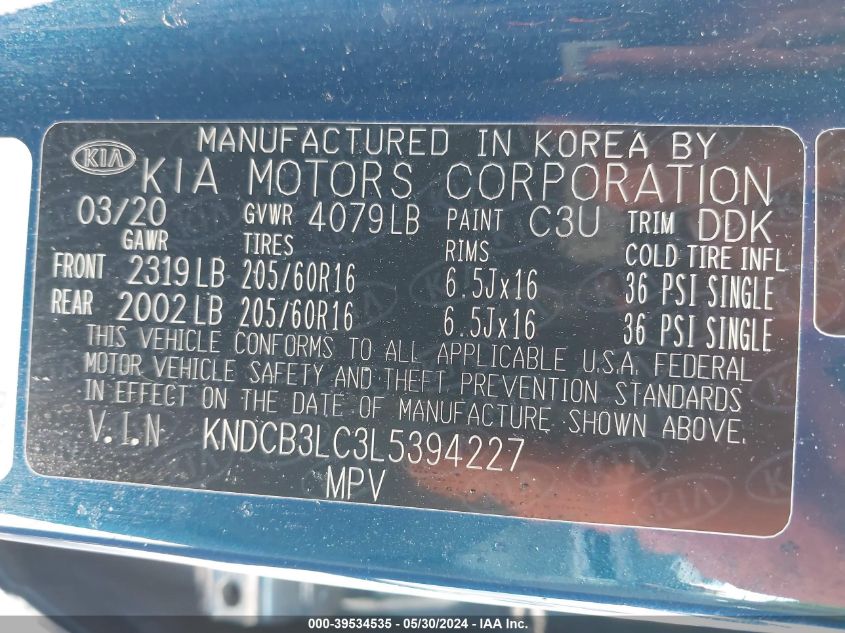 MANUFACTURED IN KOREA BY
KIA KIA MOTORS CORPORATION
03/20 GVWR 4079LB PAINT C3U TRIM DDK
GAWR TIRES RIMS COLD TIRE INFL
FRONT 2319LB 205/60R16 6.5Jx16 36 PSI SINGLE
REAR 2002LB 205/60R16 6.5Jx16 36 PSI SINGLE
THIS VEHICLE CONFORMS TO ALL APPLICABLE U.S.A. FEDERAL
MOTOR VEHICLE SAFETY AND THEFT PREVENTION STANDARDS
IN EFFECT ON THE DATE OF MANUFACTURE SHOWN ABOVE.
V.I.N KNDCB3LC3L5394227
MPV
000-39534535 - 05/30/2024 - IAA Inc.